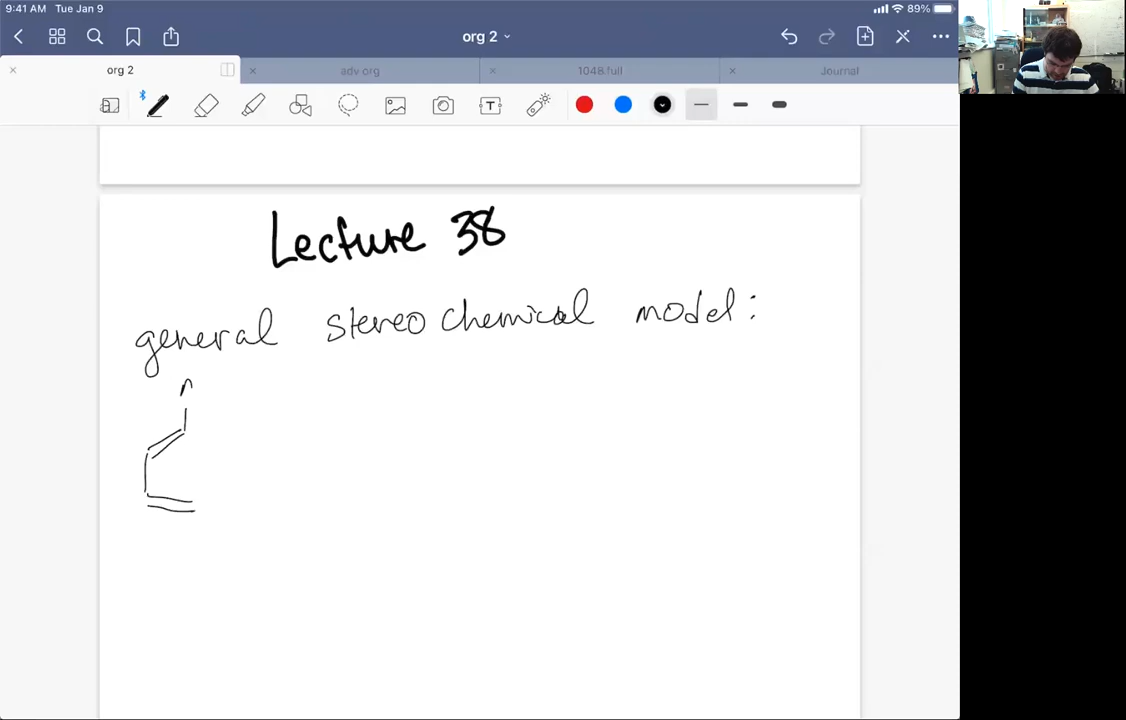 9:41 AM Tue Jan 9 89%
org 2
org 2 adv org 1048.full Journal
T
Lecture 38
general stereochemical model: